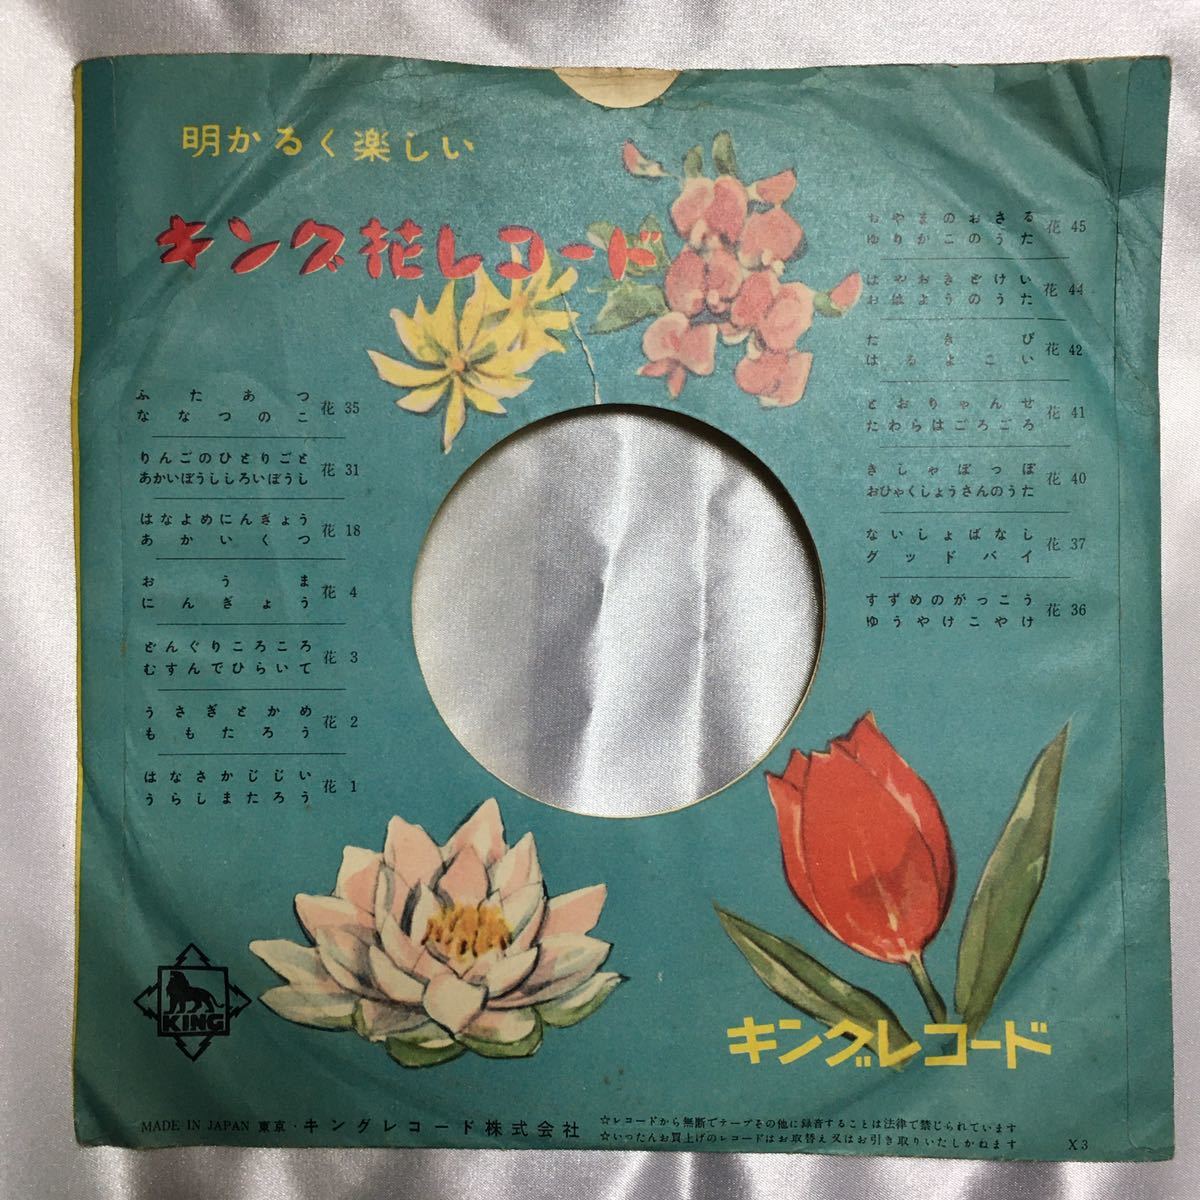 明かるく楽しい
キング花レコード
ふたあつ
ななつのこ
花 35
りんごのひとりごと
あかいぼうししろいぼうし
花 31
はなよめにんぎょう
あかいくつ
花 18
おうま
にんぎょう
花 4
どんぐりころころ
むすんでひらいて
花 3
うさぎとかめ
ももたろう
花 2
はなさかじじい
うらしまたろう
花 1
おやまのおさる
ゆりかごのうた
花 45
はやおきどけい
おはようのうた
花 44
たきび
はるよこい
花 42
とおりゃんせ
たわらはごろごろ
花 41
きしゃぽっぽ
おひゃくしょうさんのうた
花 40
ないしょばなし
グッドバイ
花 37
すずめのがっこう
ゆうやけこやけ
花 36
KING
キングレコード
MADE IN JAPAN 東京・キングレコード株式会社
☆レコードから無断でテープその他に録音することは法律で禁じられています
☆いったんお買上げのレコードはお取替え又はお引き取りいたしかねます
X3